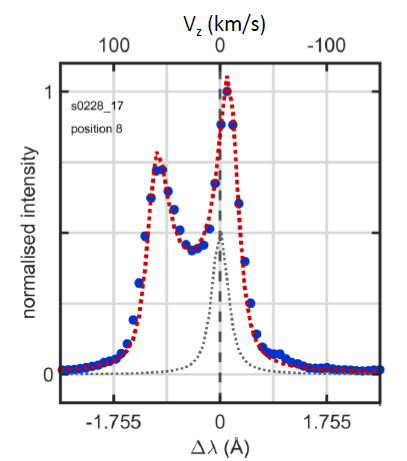 V_z (km/s)
100 0 -100
s0228_17
position 8
1
0
normalised intensity
-1.755 0 1.755
Δλ (Å)